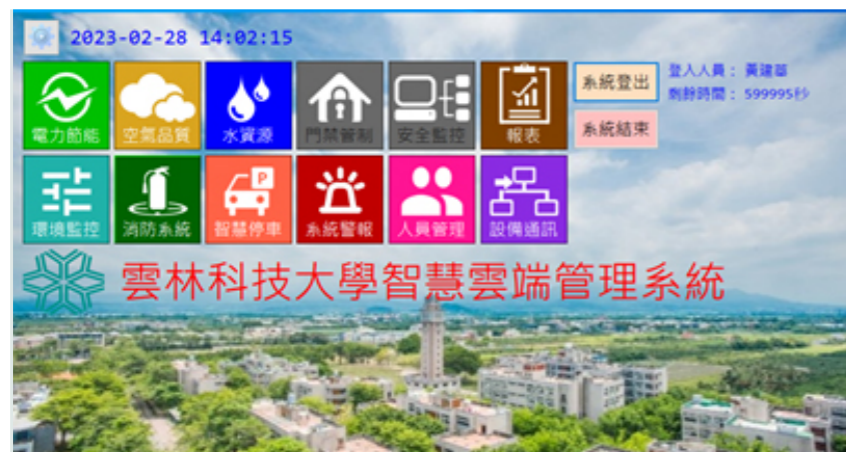 2023-02-28 14:02:15
登入人員： 黃建華
剩餘時間： 599995秒
系統登出
系統結束
電力節能 空氣品質 水資源 門禁管制 安全監控 報表
環境監控 消防系統 智慧停車 系統警報 人員管理 設備通訊
P
雲林科技大學智慧雲端管理系統